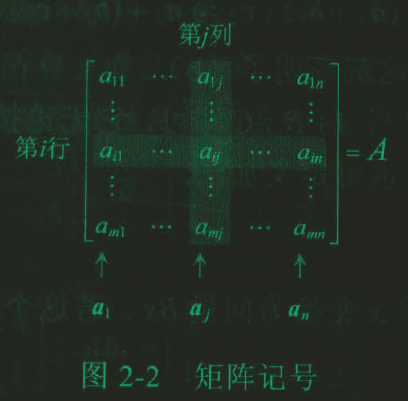 第j列
a11 ⋯ a1j ⋯ a1n
⋮ ⋮ ⋮
第i行 ai1 ⋯ aij ⋯ ain = A
⋮ ⋮ ⋮
am1 ⋯ amj ⋯ amn
↑ ↑ ↑
a1 aj an
图 2-2 矩阵记号